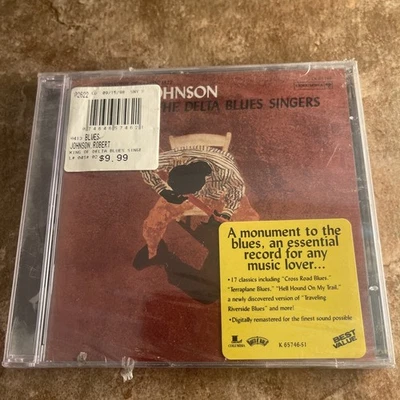 OHNSON
THE DELTA BLUES SINGERS
BLUES
JOHNSON, ROBERT
KING OF DELTA BLUES SINGE
$9.99
A monument to the
blues, an essential
record for any
music lover...
• 17 classics including "Cross Road Blues,"
"Terraplane Blues," "Hell Hound On My Trail,"
a newly discovered version of "Traveling
Riverside Blues" and more!
• Digitally remastered for the finest sound possible
COLUMBIA
K 65746-S1
BEST
VALUE